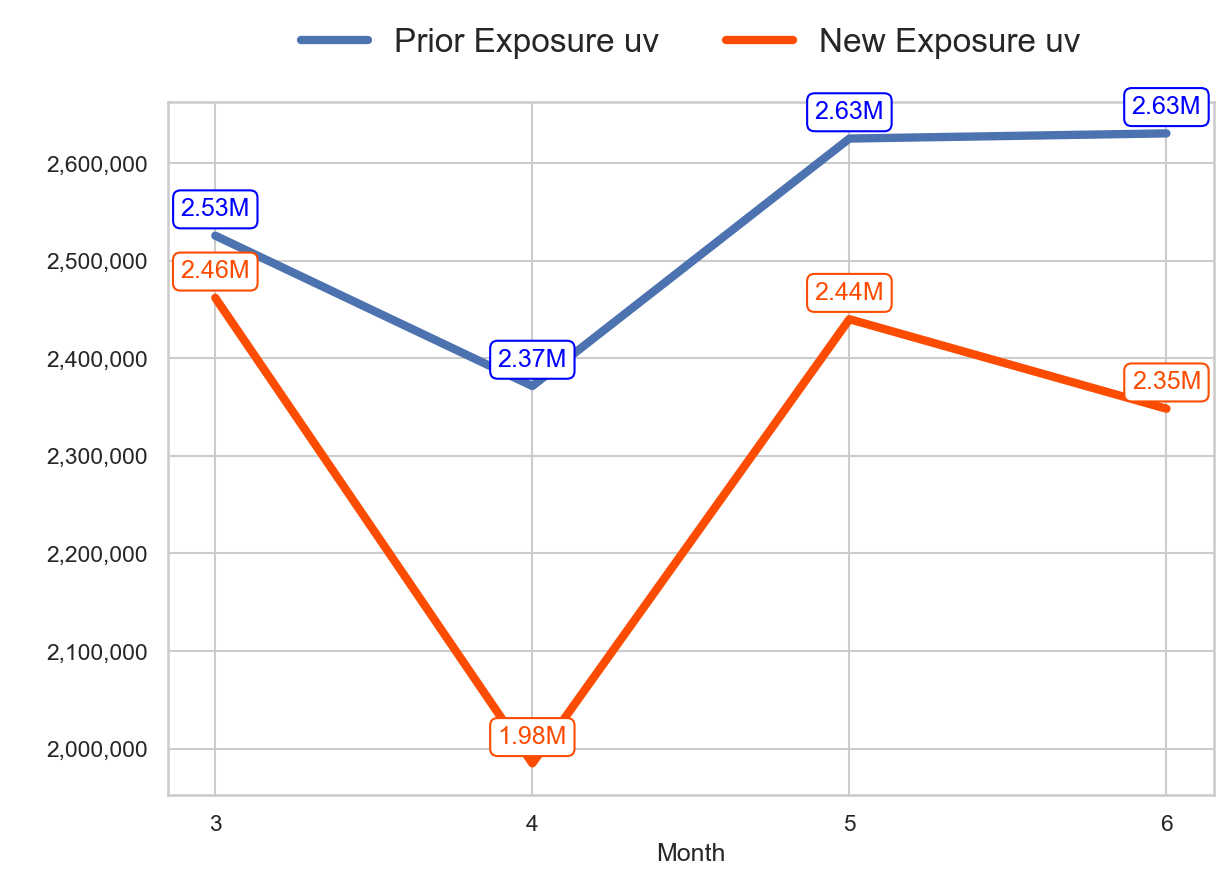 Prior Exposure uv New Exposure uv
2.63M 2.63M
2,600,000
2.53M
2,500,000
2.46M
2.44M
2,400,000
2.37M
2.35M
2,300,000
2,200,000
2,100,000
1.98M
2,000,000
3 4 5 6
Month